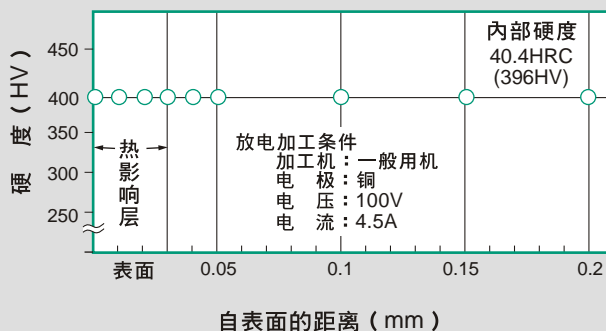 硬度(HV)
450
400
350
300
250
内部硬度
40.4HRC
(396HV)
热影响层
放电加工条件
加工机：一般用机
电极：铜
电压：100V
电流：4.5A
表面
0.05
0.1
0.15
0.2
自表面的距离(mm)